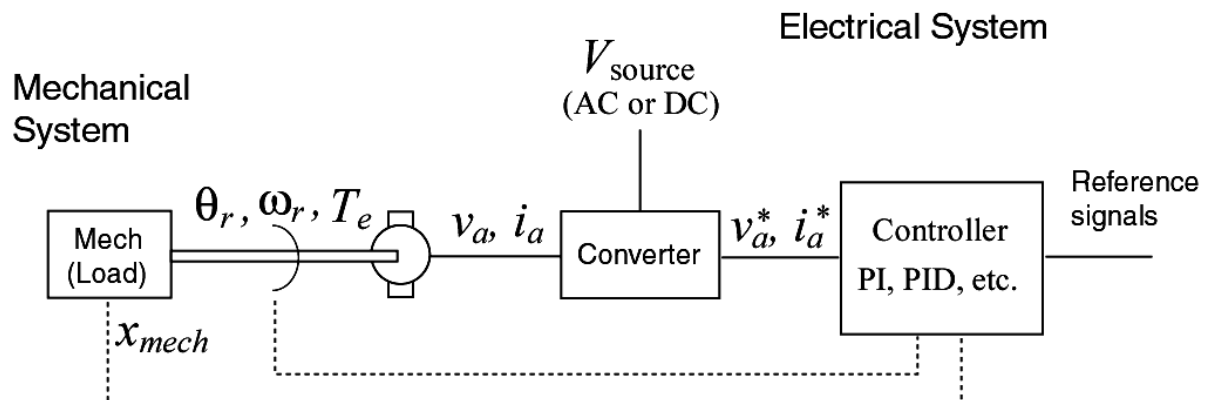 Electrical System
Mechanical
System
V_source
(AC or DC)
θ_r, ω_r, T_e
v_a, i_a
v_a^*, i_a^*
Reference
signals
Mech
(Load)
Converter
Controller
PI, PID, etc.
x_mech